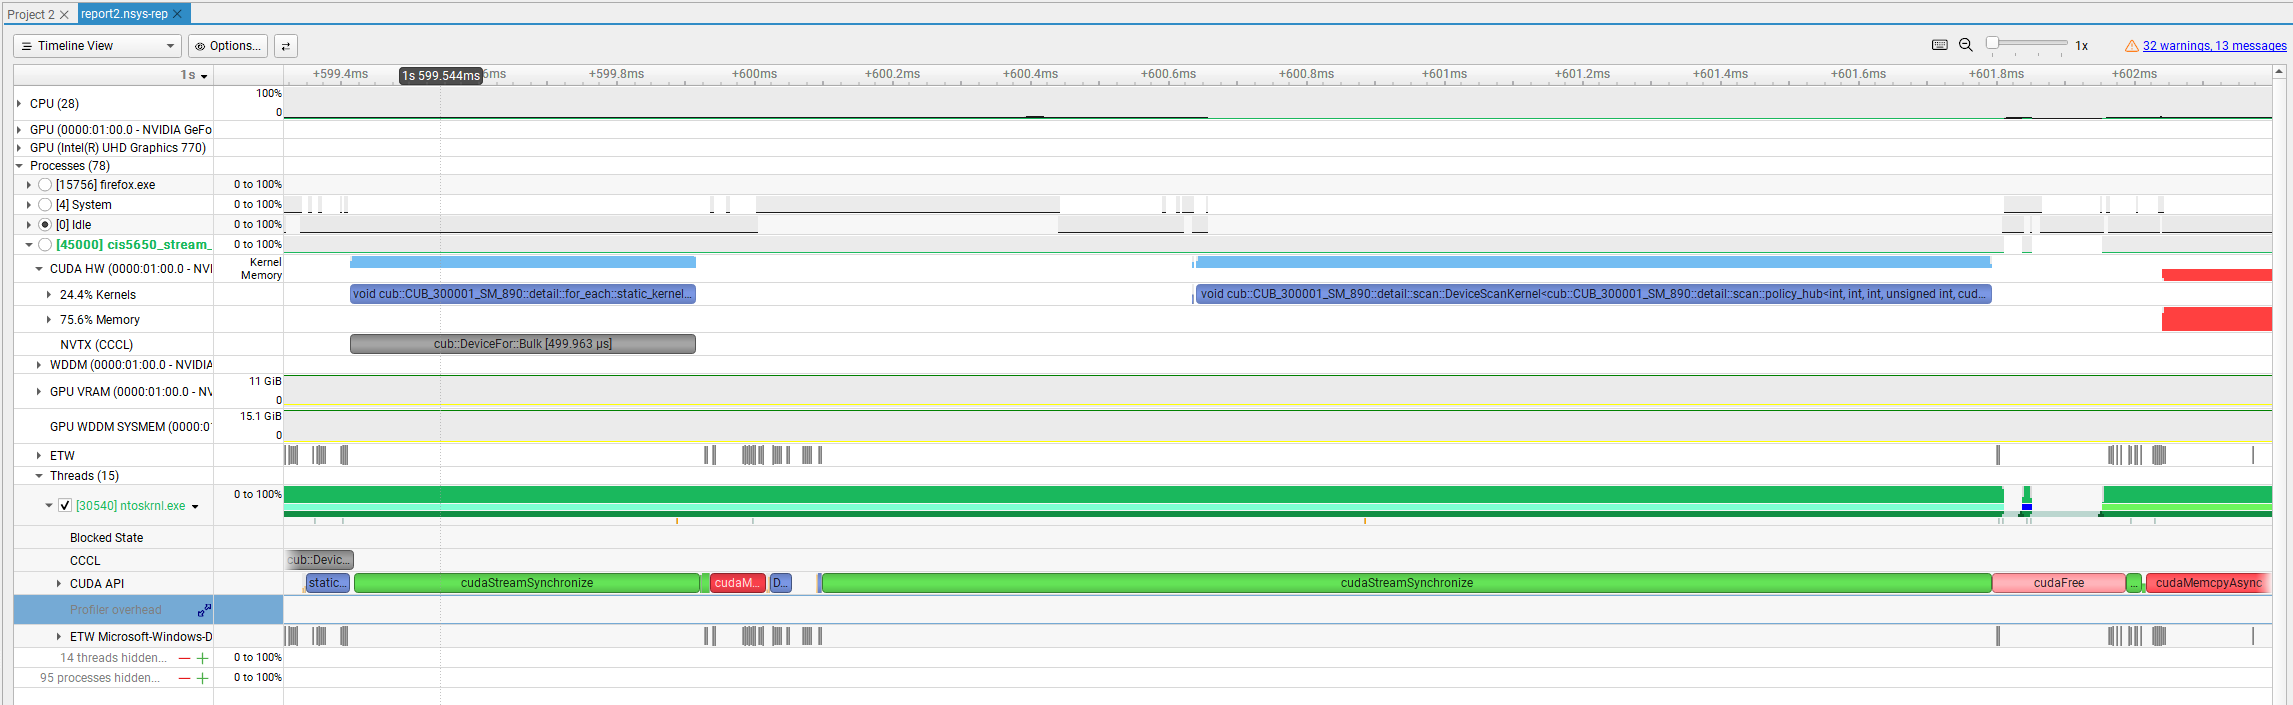 Project 2
report2.nsys-rep
Timeline View
Options...
1x
32 warnings, 13 messages
1s
+599.4ms
1s 599.544ms
6ms
+599.8ms
+600ms
+600.2ms
+600.4ms
+600.6ms
+600.8ms
+601ms
+601.2ms
+601.4ms
+601.6ms
+601.8ms
+602ms
CPU (28)
100%
0
GPU (0000:01:00.0 - NVIDIA GeFo
GPU (Intel(R) UHD Graphics 770)
Processes (78)
[15756] firefox.exe
0 to 100%
[4] System
0 to 100%
[0] Idle
0 to 100%
[45000] cis5650_stream_
0 to 100%
CUDA HW (0000:01:00.0 - NVI
Kernel
Memory
24.4% Kernels
void cub::CUB_300001_SM_890::detail::for_each::static_kernel...
void cub::CUB_300001_SM_890::detail::scan::DeviceScanKernel<cub::CUB_300001_SM_890::detail::scan::policy_hub<int, int, int, unsigned int, cud...
75.6% Memory
NVTX (CCCL)
cub::DeviceFor::Bulk [499.963 μs]
WDDM (0000:01:00.0 - NVIDIA
GPU VRAM (0000:01:00.0 - NV
11 GiB
0
GPU WDDM SYSMEM (0000:0
15.1 GiB
0
ETW
Threads (15)
[30540] ntoskrnl.exe
0 to 100%
Blocked State
CCCL
cub::Devic...
CUDA API
static...
cudaStreamSynchronize
cudaM...
D...
cudaStreamSynchronize
cudaFree
...
cudaMemcpyAsync
Profiler overhead
ETW Microsoft-Windows-D
14 threads hidden...
0 to 100%
95 processes hidden...
0 to 100%